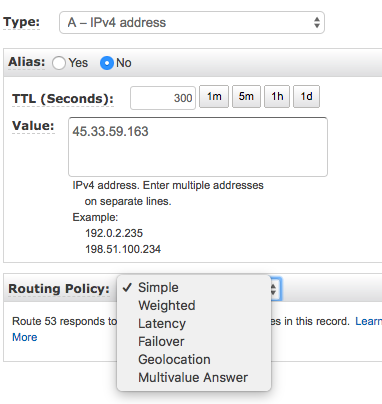 Type: A – IPv4 address
Alias: Yes No
TTL (Seconds): 300 1m 5m 1h 1d
Value: 45.33.59.163
IPv4 address. Enter multiple addresses
on separate lines.
Example:
192.0.2.235
198.51.100.234
Routing Policy: ✓ Simple
Weighted
Latency
Failover
Geolocation
Multivalue Answer
Route 53 responds to es in this record. Learn
More